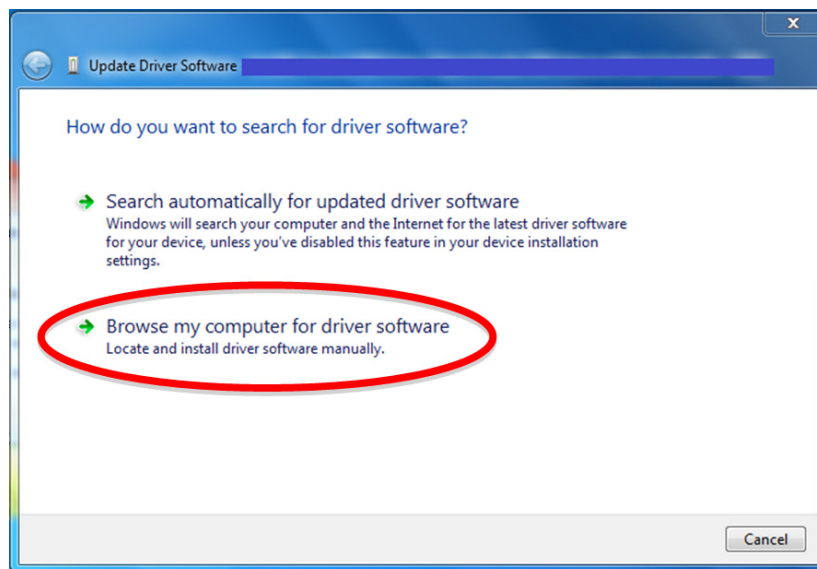 x
Update Driver Software
How do you want to search for driver software?
Search automatically for updated driver software
Windows will search your computer and the Internet for the latest driver software
for your device, unless you've disabled this feature in your device installation
settings.
Browse my computer for driver software
Locate and install driver software manually.
Cancel